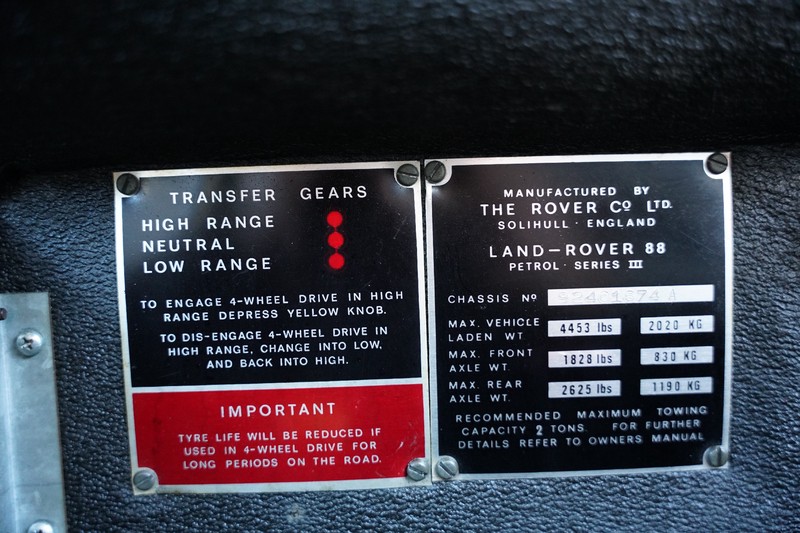 TRANSFER GEARS
HIGH RANGE
NEUTRAL
LOW RANGE
TO ENGAGE 4-WHEEL DRIVE IN HIGH
RANGE DEPRESS YELLOW KNOB.
TO DIS-ENGAGE 4-WHEEL DRIVE IN
HIGH RANGE, CHANGE INTO LOW,
AND BACK INTO HIGH.
IMPORTANT
TYRE LIFE WILL BE REDUCED IF
USED IN 4-WHEEL DRIVE FOR
LONG PERIODS ON THE ROAD.
MANUFACTURED BY
THE ROVER Co LTD.
SOLIHULL · ENGLAND
LAND-ROVER 88
PETROL · SERIES III
CHASSIS No
MAX. VEHICLE
LADEN WT. 4453 lbs 2020 KG
MAX. FRONT
AXLE WT. 1828 lbs 830 KG
MAX. REAR
AXLE WT. 2625 lbs 1190 KG
RECOMMENDED MAXIMUM TOWING
CAPACITY 2 TONS. FOR FURTHER
DETAILS REFER TO OWNERS MANUAL